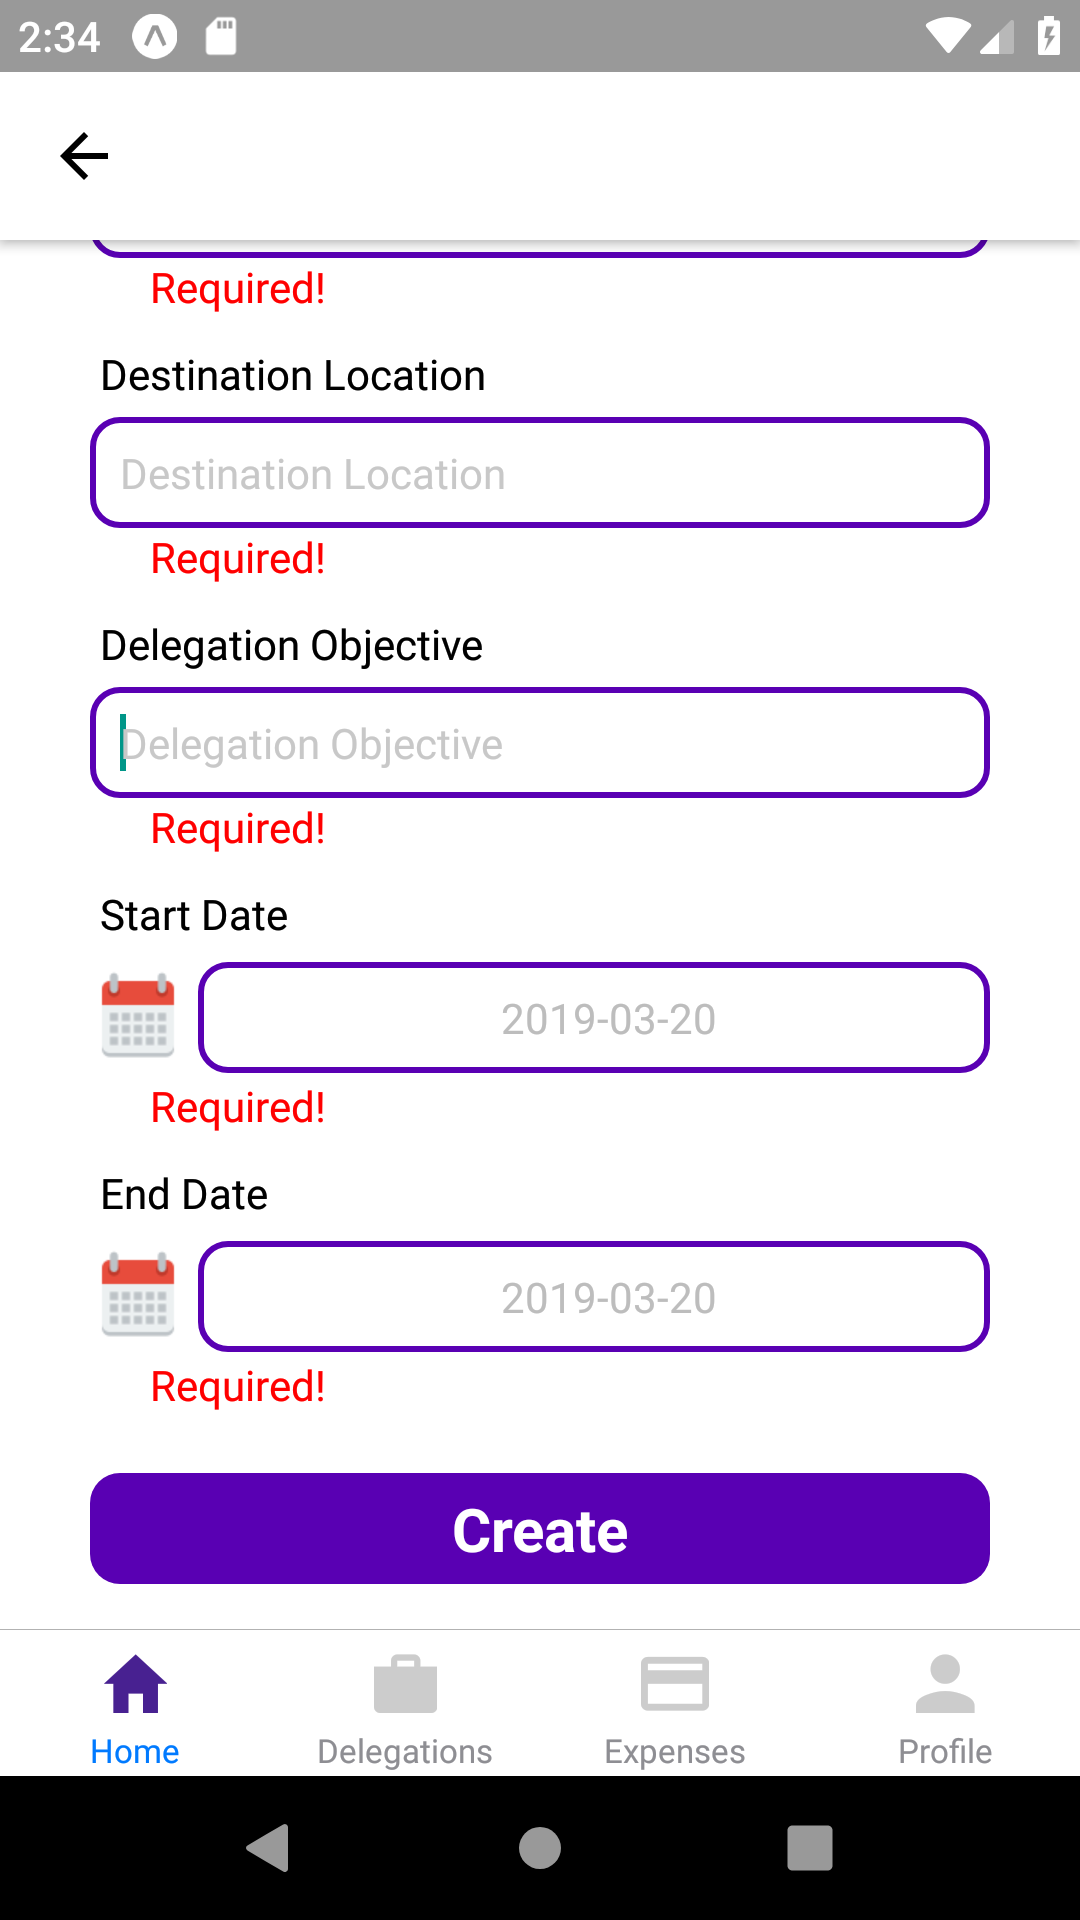 2:34
Required!
Destination Location
Destination Location
Required!
Delegation Objective
Delegation Objective
Required!
Start Date
2019-03-20
Required!
End Date
2019-03-20
Required!
Create
Home
Delegations
Expenses
Profile